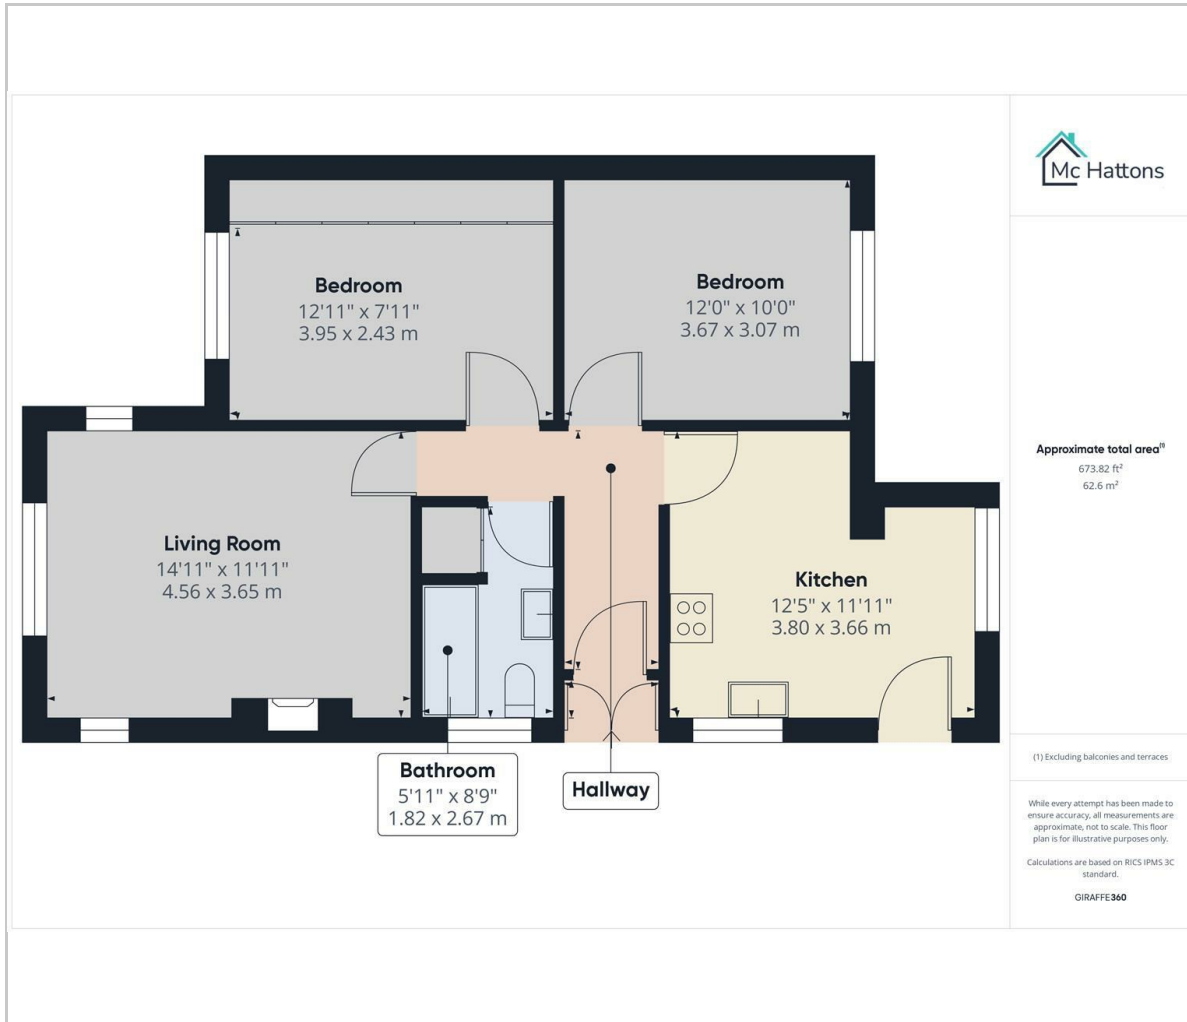 Mc Hattons
Bedroom
12'11" x 7'11"
3.95 x 2.43 m
Bedroom
12'0" x 10'0"
3.67 x 3.07 m
Living Room
14'11" x 11'11"
4.56 x 3.65 m
Kitchen
12'5" x 11'11"
3.80 x 3.66 m
Bathroom
5'11" x 8'9"
1.82 x 2.67 m
Hallway
Approximate total area(1)
673.82 ft²
62.6 m²
(1) Excluding balconies and terraces
While every attempt has been made to
ensure accuracy, all measurements are
approximate, not to scale. This floor
plan is for illustrative purposes only.
Calculations are based on RICS IPMS 3C
standard.
GIRAFFE360